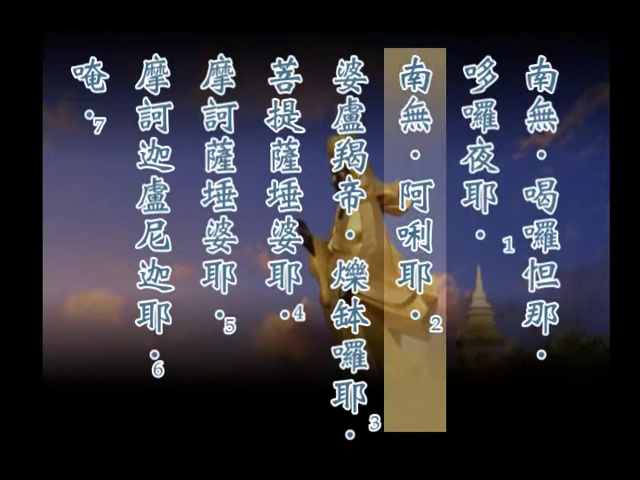 南無·喝囉怛那·
哆囉夜耶·1
南無·阿唎耶·2
婆盧羯帝·爍缽囉耶·3
菩提薩埵婆耶·4
摩訶薩埵婆耶·5
摩訶迦盧尼迦耶·6
唵·7